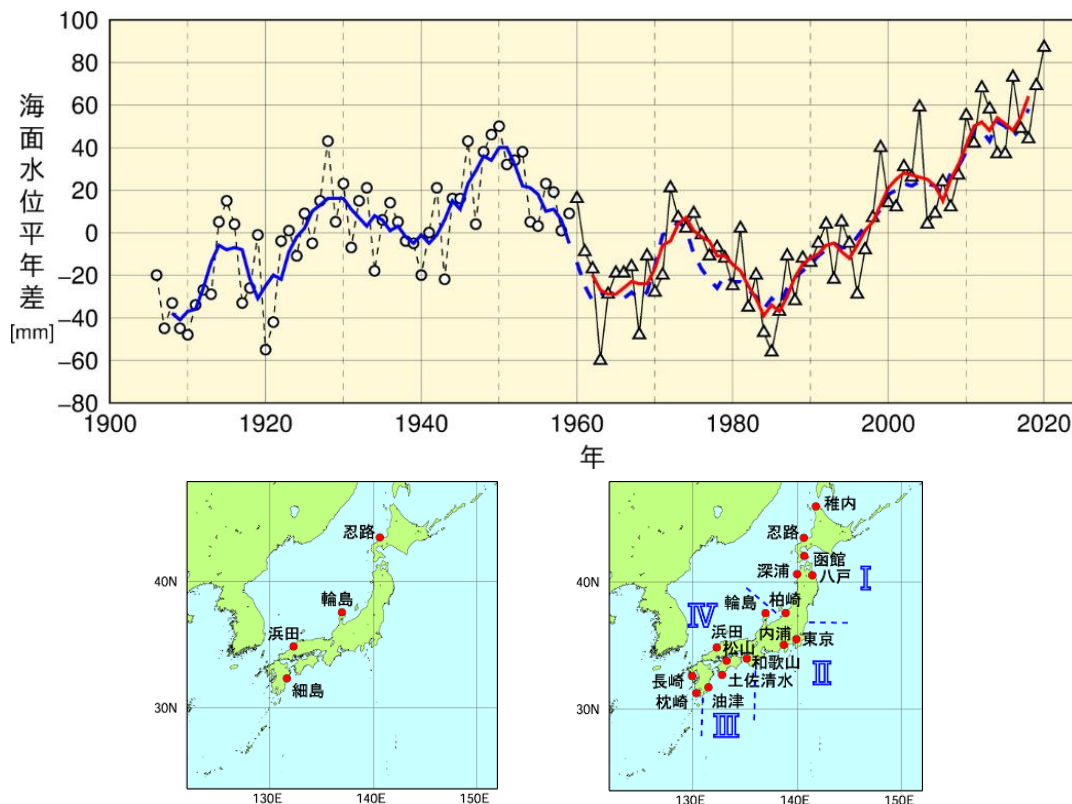 100
80
60
40
20
0
−20
−40
−60
−80
海面水位平年差
[mm]
1900
1920
1940
1960
1980
2000
2020
年
忍路
輪島
浜田
細島
40N
30N
130E
140E
150E
稚内
忍路
函館
深浦
八戸
I
輪島
柏崎
IV
浜田
内浦
東京
松山
和歌山
II
長崎
土佐清水
枕崎
油津
III
40N
30N
130E
140E
150E